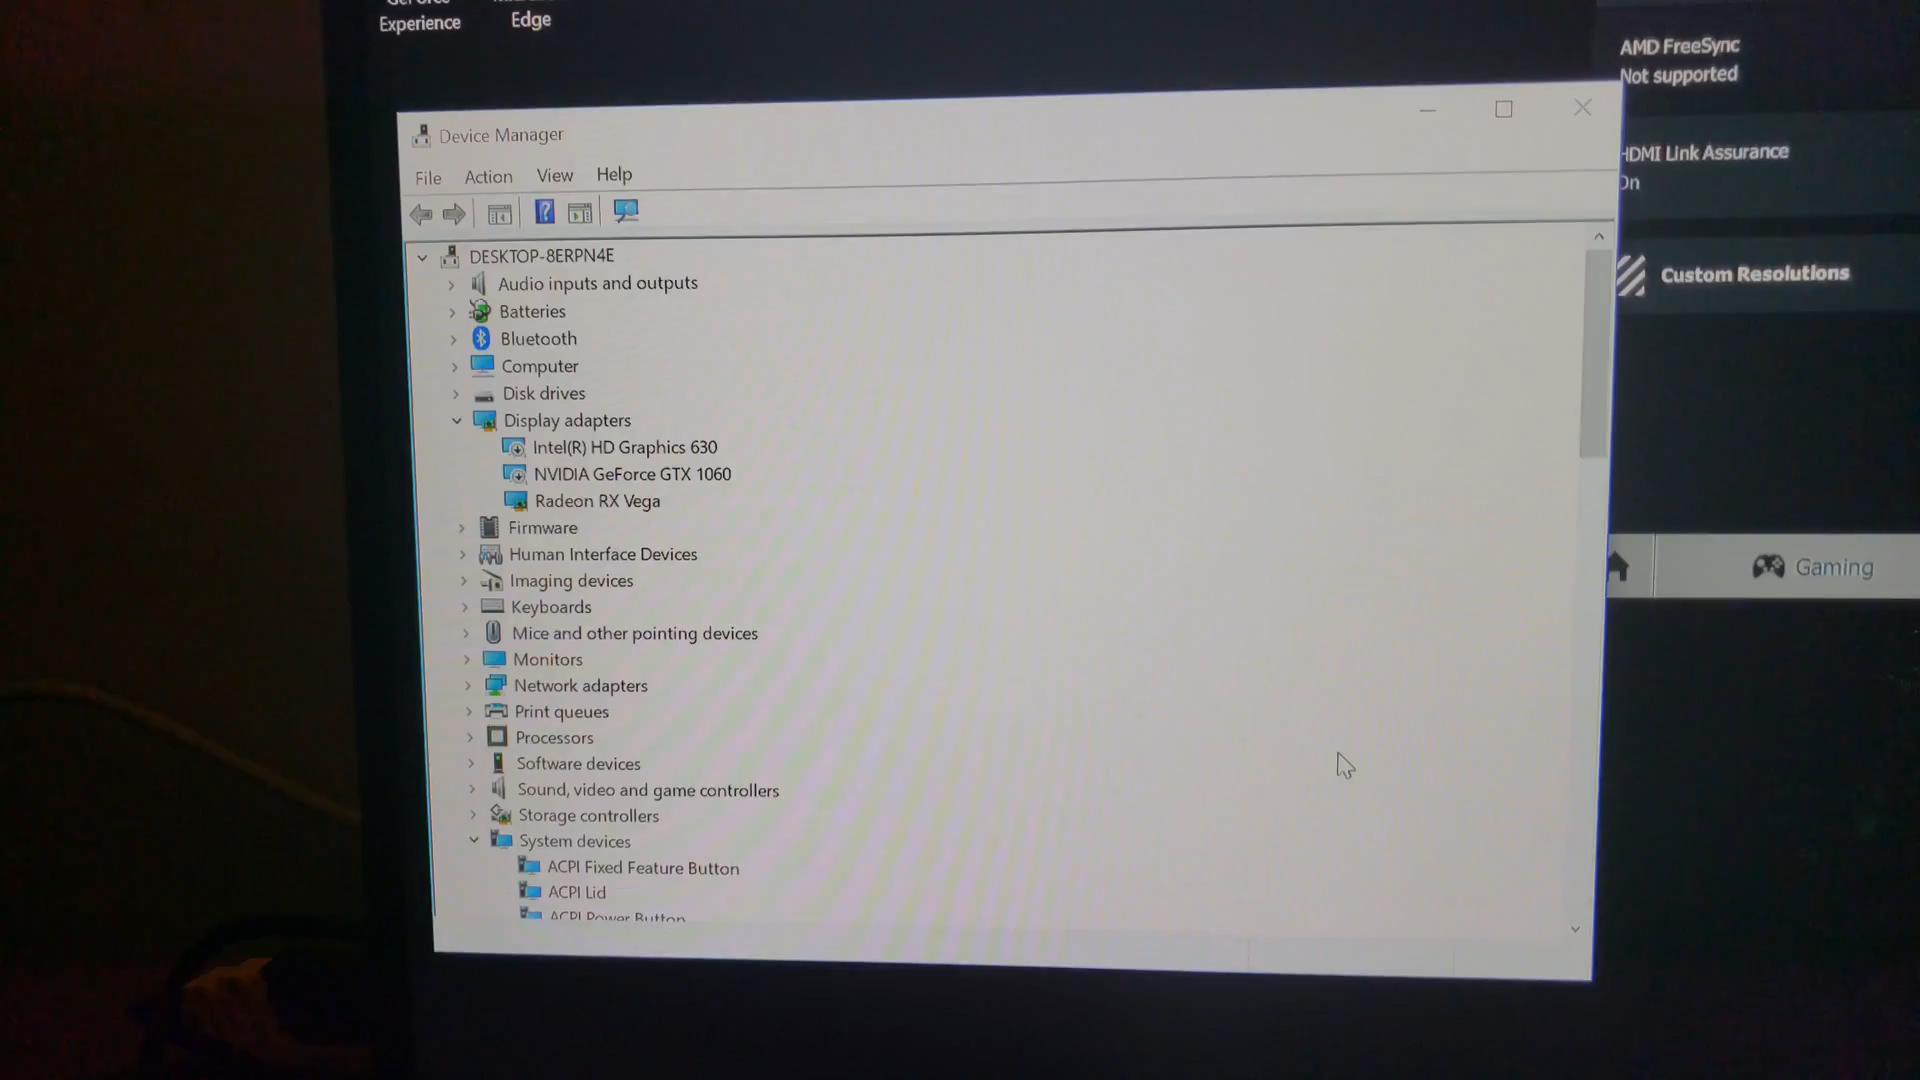 Experience
Edge
AMD FreeSync
Not supported
HDMI Link Assurance
On
Custom Resolutions
Gaming
Device Manager
File Action View Help
DESKTOP-8ERPN4E
Audio inputs and outputs
Batteries
Bluetooth
Computer
Disk drives
Display adapters
Intel(R) HD Graphics 630
NVIDIA GeForce GTX 1060
Radeon RX Vega
Firmware
Human Interface Devices
Imaging devices
Keyboards
Mice and other pointing devices
Monitors
Network adapters
Print queues
Processors
Software devices
Sound, video and game controllers
Storage controllers
System devices
ACPI Fixed Feature Button
ACPI Lid
ACPI Power Button